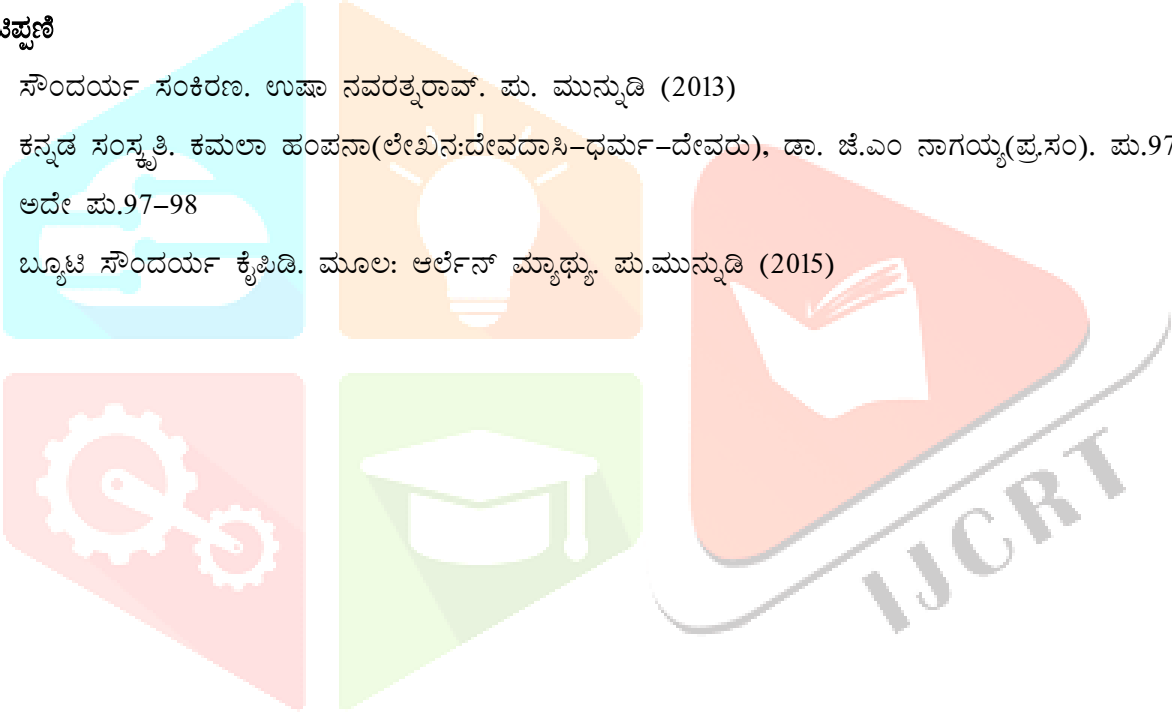 ಟಿಪ್ಪಣಿ
ಸೌಂದರ್ಯ ಸಂಕಿರಣ. ಉಷಾ ನವರತ್ನರಾವ್. ಪು. ಮುನ್ನುಡಿ (2013)
ಕನ್ನಡ ಸಂಸ್ಕೃತಿ. ಕಮಲಾ ಹಂಪನಾ(ಲೇಖನ:ದೇವದಾಸಿ–ಧರ್ಮ–ದೇವರು), ಡಾ. ಜೆ.ಎಂ ನಾಗಯ್ಯ(ಪ್ರ.ಸಂ). ಪು.97
ಅದೇ ಪು.97–98
ಬ್ಯೂಟಿ ಸೌಂದರ್ಯ ಕೈಪಿಡಿ. ಮೂಲ: ಆರ್ಲೆನ್ ಮ್ಯಾಥ್ಯು. ಪು.ಮುನ್ನುಡಿ (2015)
IJCRT